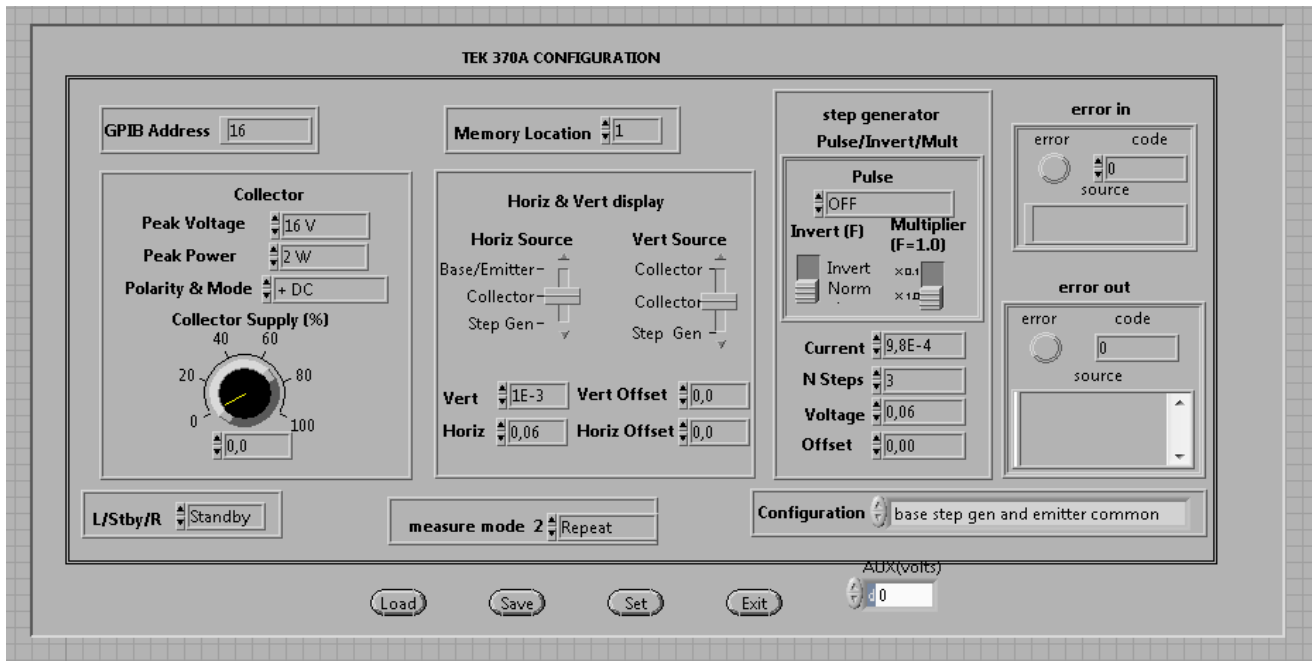 TEK 370A CONFIGURATION
GPIB Address 16
Memory Location 1
Collector
Peak Voltage 16 V
Peak Power 2 W
Polarity & Mode + DC
Collector Supply (%)
40 60
20 80
0 100
0,0
L/Stby/R Standby
Horiz & Vert display
Horiz Source
Base/Emitter
Collector
Step Gen
Vert Source
Collector
Collector
Step Gen
Vert 1E-3 Vert Offset 0,0
Horiz 0,06 Horiz Offset 0,0
measure mode 2 Repeat
step generator
Pulse/Invert/Mult
Pulse
OFF
Invert (F)
Invert
Norm
Multiplier
(F=1.0)
×0.1
×1.0
Current 9,8E-4
N Steps 3
Voltage 0,06
Offset 0,00
error in
error code
0
source
error out
error code
0
source
Configuration base step gen and emitter common
AUX(volts)
d 0
Load Save Set Exit